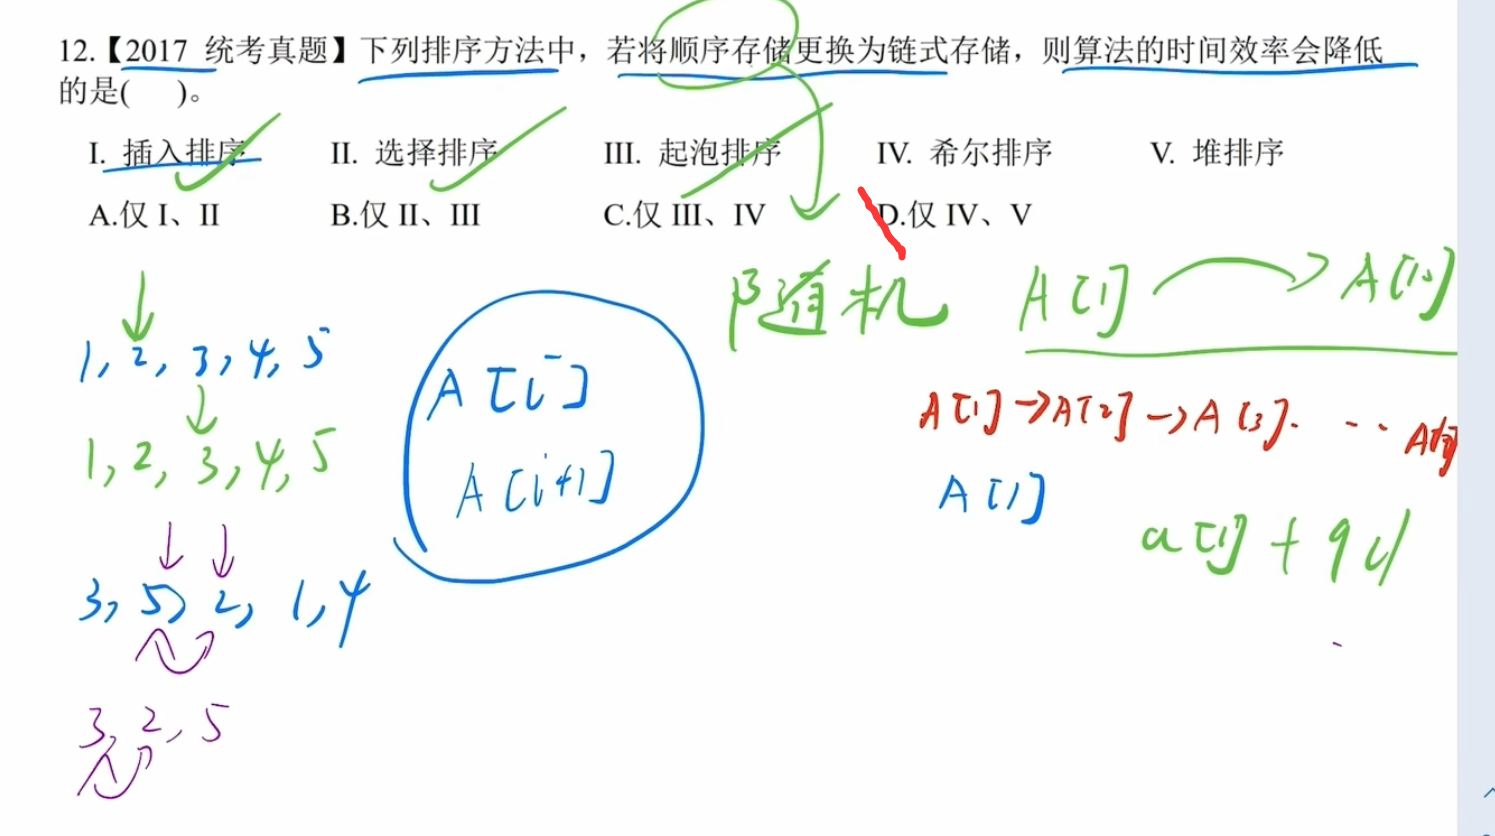 12.【2017 统考真题】下列排序方法中，若将顺序存储更换为链式存储，则算法的时间效率会降低
的是(    )。
I. 插入排序 II. 选择排序 III. 起泡排序 IV. 希尔排序 V. 堆排序
A.仅 I、II B.仅 II、III C.仅 III、IV D.仅 IV、V
随机 A[1] A[10]
1, 2, 3, 4, 5
A[i]
A[1]→A[2]→A[3]. ··
1, 2, 3, 4, 5
A[i+1]
A[1]
a[1]+9d
3, 5, 2, 1, 4
3, 2, 5